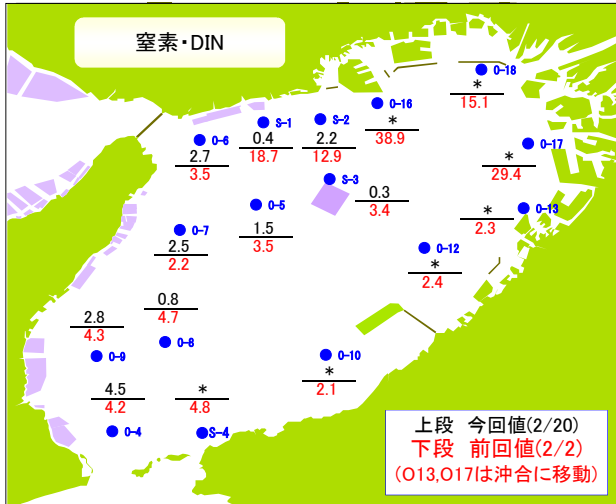 窒素・DIN
O-18
*
15.1
O-16
*
38.9
S-1
0.4
18.7
S-2
2.2
12.9
O-6
2.7
3.5
O-17
*
29.4
S-3
0.3
3.4
O-5
1.5
3.5
O-13
*
2.3
O-7
2.5
2.2
O-12
*
2.4
0.8
4.7
O-8
2.8
4.3
O-9
O-10
*
2.1
4.5
4.2
O-4
*
4.8
S-4
上段 今回値(2/20)
下段 前回値(2/2)
(O13,O17は沖合に移動)